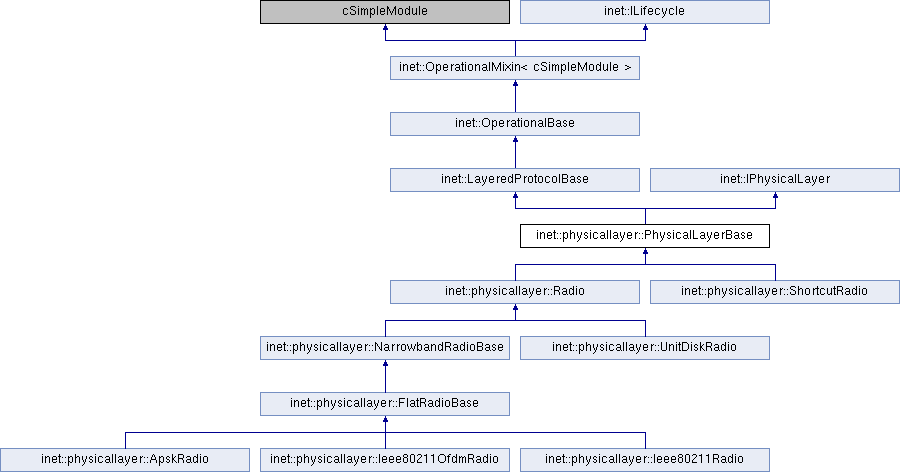 cSimpleModule
inet::ILifecycle
inet::OperationalMixin< cSimpleModule >
inet::OperationalBase
inet::LayeredProtocolBase
inet::IPhysicalLayer
inet::physicallayer::PhysicalLayerBase
inet::physicallayer::Radio
inet::physicallayer::ShortcutRadio
inet::physicallayer::NarrowbandRadioBase
inet::physicallayer::UnitDiskRadio
inet::physicallayer::FlatRadioBase
inet::physicallayer::ApskRadio
inet::physicallayer::Ieee80211OfdmRadio
inet::physicallayer::Ieee80211Radio